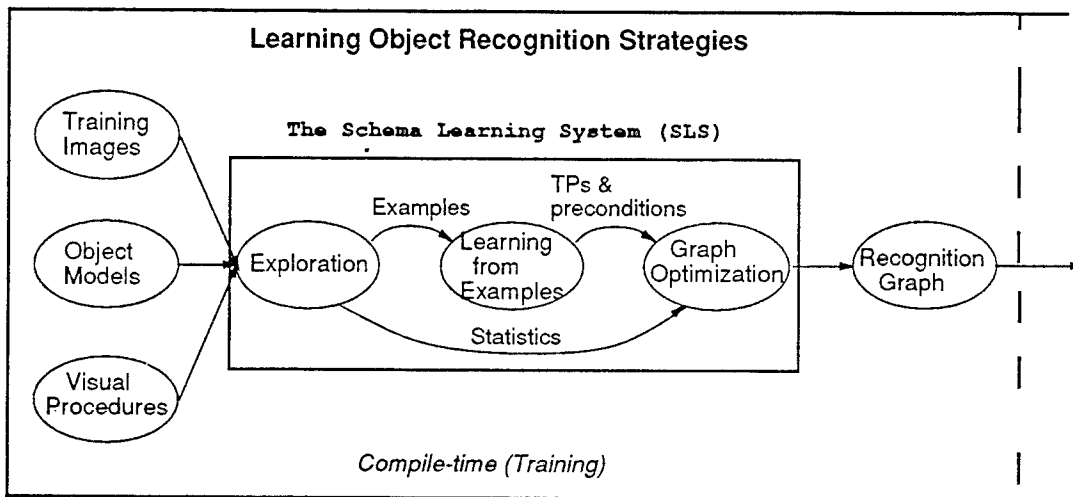 Learning Object Recognition Strategies
The Schema Learning System (SLS)
Training
Images
Object
Models
Visual
Procedures
Exploration
Examples
Learning
from
Examples
TPs &
preconditions
Statistics
Graph
Optimization
Recognition
Graph
Compile-time (Training)